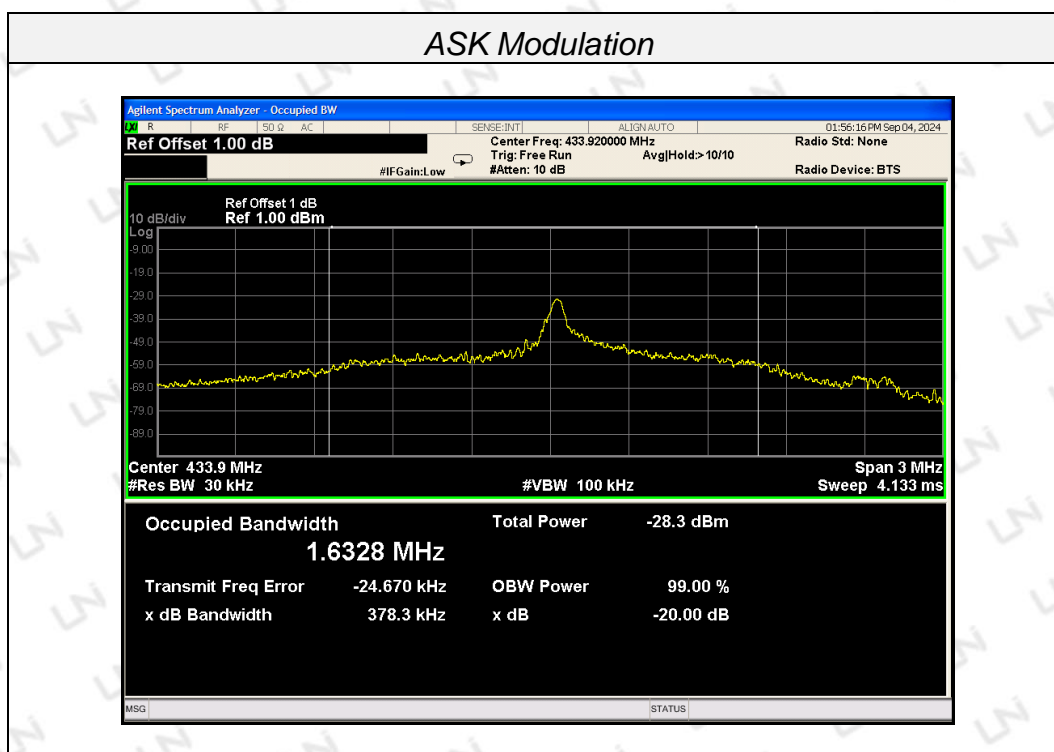 ASK Modulation
Agilent Spectrum Analyzer - Occupied BW
LXI R RF 50 Ω AC SENSE:INT ALIGN AUTO 01:56:16 PM Sep 04, 2024
Ref Offset 1.00 dB Center Freq: 433.920000 MHz Radio Std: None
Trig: Free Run Avg|Hold:> 10/10
#IFGain:Low #Atten: 10 dB Radio Device: BTS
Ref Offset 1 dB
10 dB/div Ref 1.00 dBm
Log
-9.00
-19.0
-29.0
-39.0
-49.0
-59.0
-69.0
-79.0
-89.0
Center 433.9 MHz Span 3 MHz
#Res BW 30 kHz #VBW 100 kHz Sweep 4.133 ms
Occupied Bandwidth Total Power -28.3 dBm
1.6328 MHz
Transmit Freq Error -24.670 kHz OBW Power 99.00 %
x dB Bandwidth 378.3 kHz x dB -20.00 dB
MSG STATUS